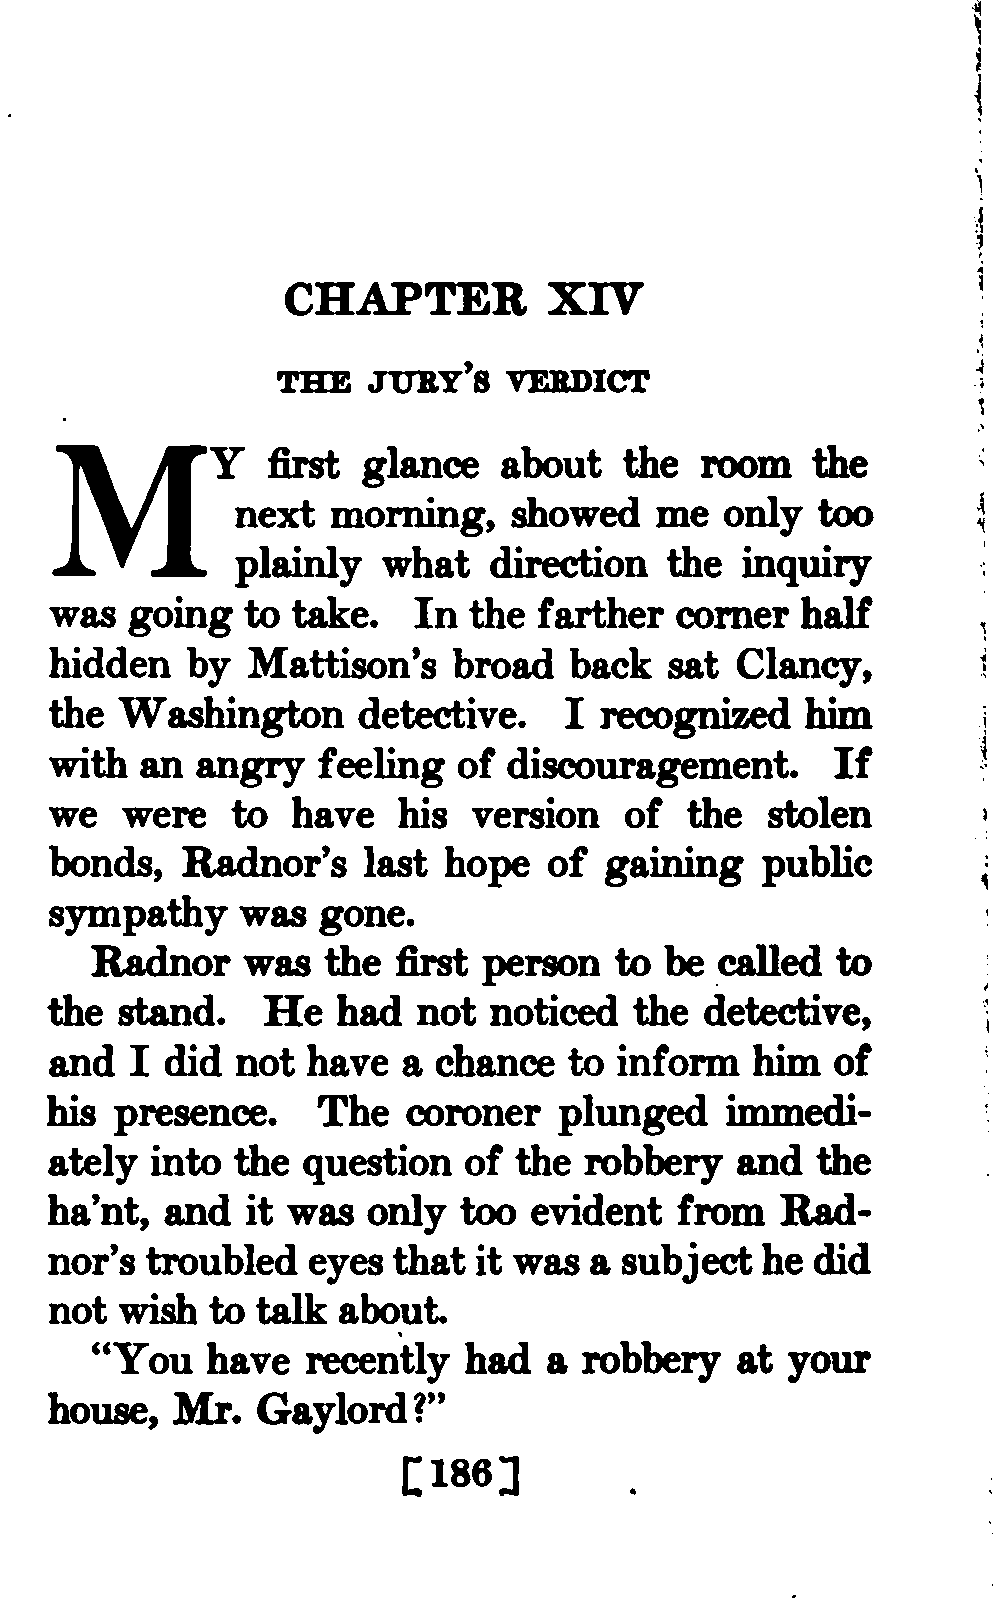 CHAPTER XIV
THE JURY'S VERDICT
MY first glance about the room the
next morning, showed me only too
plainly what direction the inquiry
was going to take. In the farther corner half
hidden by Mattison's broad back sat Clancy,
the Washington detective. I recognized him
with an angry feeling of discouragement. If
we were to have his version of the stolen
bonds, Radnor's last hope of gaining public
sympathy was gone.
Radnor was the first person to be called to
the stand. He had not noticed the detective,
and I did not have a chance to inform him of
his presence. The coroner plunged immedi-
ately into the question of the robbery and the
ha'nt, and it was only too evident from Rad-
nor's troubled eyes that it was a subject he did
not wish to talk about.
"You have recently had a robbery at your
house, Mr. Gaylord?"
[186]